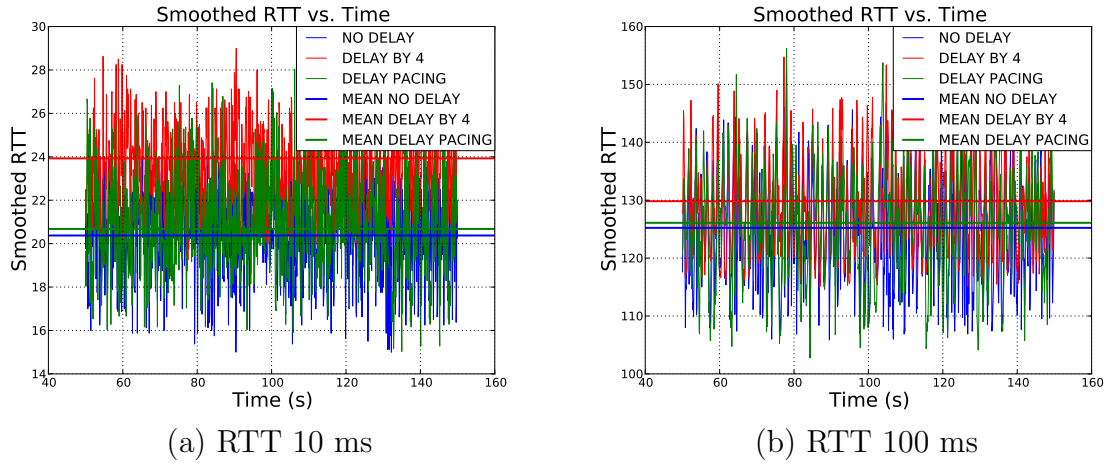 Smoothed RTT vs. Time
30
28
26
24
22
20
18
16
14
40
60
80
100
120
140
160
Smoothed RTT
Time (s)
NO DELAY
DELAY BY 4
DELAY PACING
MEAN NO DELAY
MEAN DELAY BY 4
MEAN DELAY PACING
(a) RTT 10 ms
Smoothed RTT vs. Time
160
150
140
130
120
110
100
40
60
80
100
120
140
160
Smoothed RTT
Time (s)
NO DELAY
DELAY BY 4
DELAY PACING
MEAN NO DELAY
MEAN DELAY BY 4
MEAN DELAY PACING
(b) RTT 100 ms